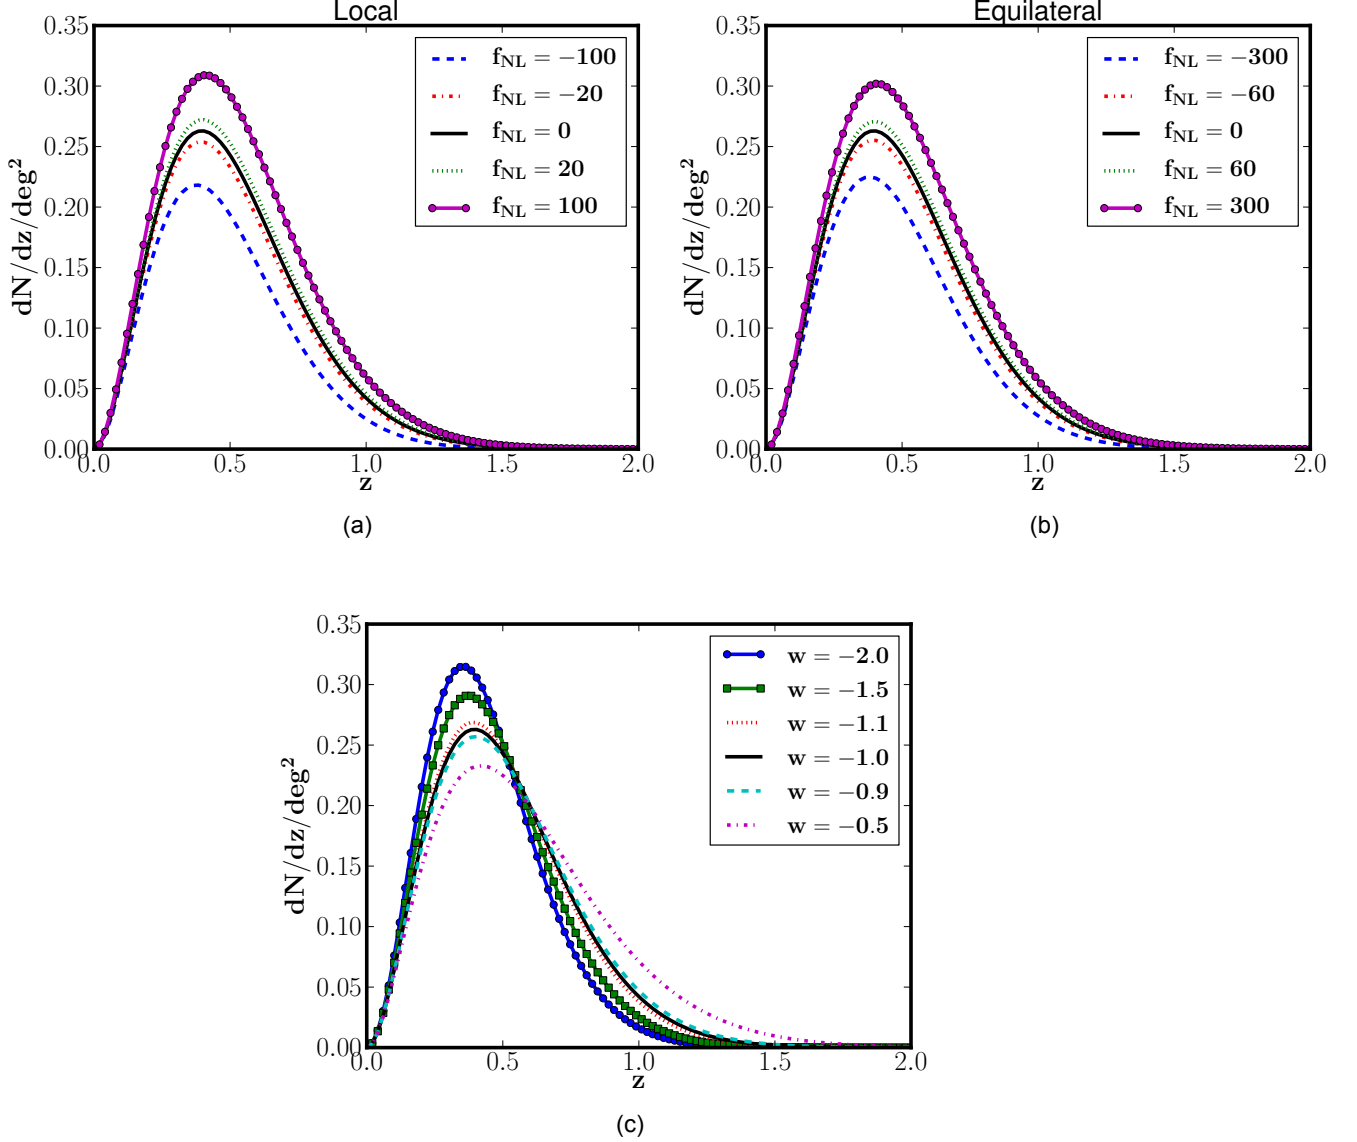 Local
0.35
0.30
0.25
0.20
0.15
0.10
0.05
0.00
dN/dz/deg²
f_NL = −100
f_NL = −20
f_NL = 0
f_NL = 20
f_NL = 100
0.0 0.5 1.0 1.5 2.0
z
(a)
Equilateral
0.35
0.30
0.25
0.20
0.15
0.10
0.05
0.00
dN/dz/deg²
f_NL = −300
f_NL = −60
f_NL = 0
f_NL = 60
f_NL = 300
0.0 0.5 1.0 1.5 2.0
z
(b)
0.35
0.30
0.25
0.20
0.15
0.10
0.05
0.00
dN/dz/deg²
w = −2.0
w = −1.5
w = −1.1
w = −1.0
w = −0.9
w = −0.5
0.0 0.5 1.0 1.5 2.0
z
(c)